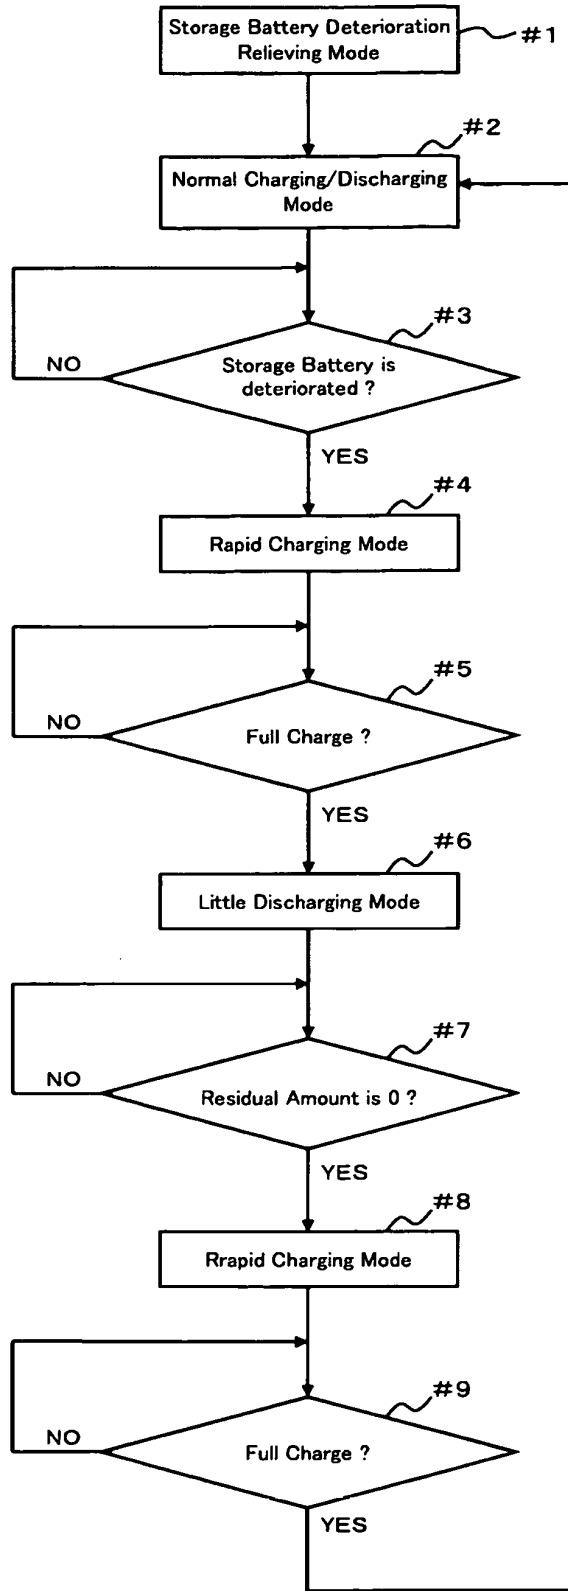 Storage Battery Deterioration
Relieving Mode
#1
#2
Normal Charging/Discharging
Mode
#3
Storage Battery is
deteriorated ?
NO
YES
#4
Rapid Charging Mode
#5
Full Charge ?
NO
YES
#6
Little Discharging Mode
#7
Residual Amount is 0 ?
NO
YES
#8
Rrapid Charging Mode
#9
Full Charge ?
NO
YES